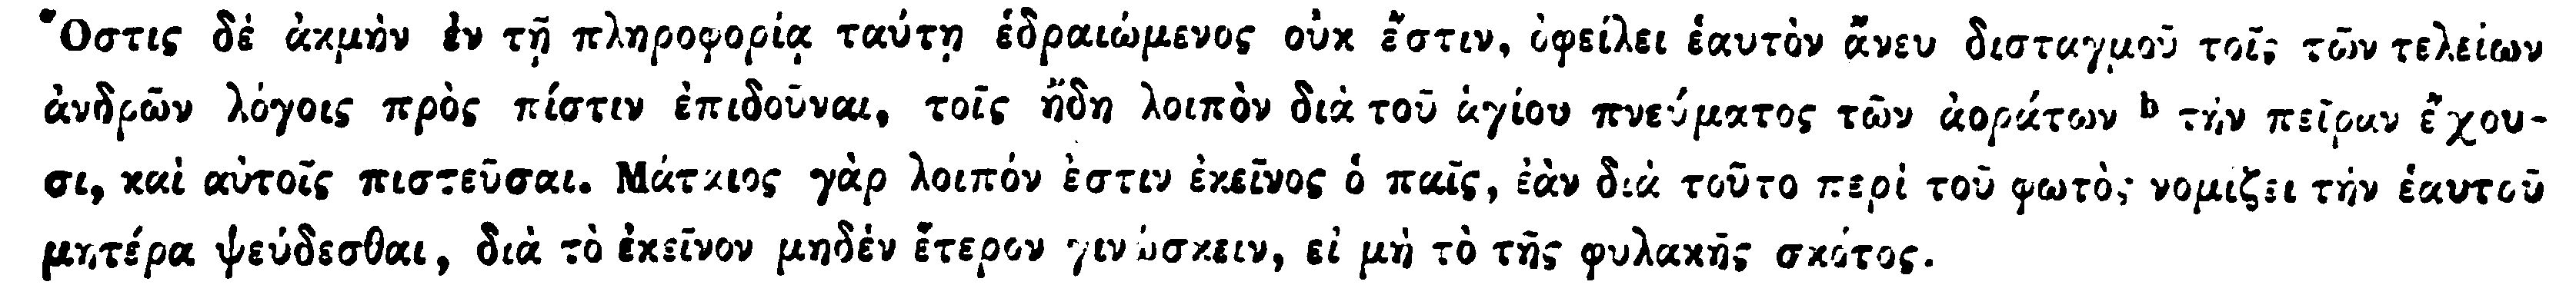 Ὅστις δὲ ἀκμὴν ἐν τῇ πληροφορίᾳ ταύτῃ ἑδραιώμενος οὐκ ἔστιν, ὀφείλει ἑαυτὸν ἄνευ δισταγμοῦ τοῖς τῶν τελείων
ἀνδρῶν λόγοις πρὸς πίστιν ἐπιδοῦναι, τοῖς ἤδη λοιπὸν διὰ τοῦ ἁγίου πνεύματος τῶν ἀοράτων b τὴν πεῖραν ἔχου-
σι, καὶ αὐτοῖς πιστεῦσαι. Μάταιος γὰρ λοιπόν ἐστιν ἐκεῖνος ὁ παῖς, ἐὰν διὰ τοῦτο περὶ τοῦ φωτὸς νομίζει τὴν ἑαυτοῦ
μητέρα ψεύδεσθαι, διὰ τὸ ἐκεῖνον μηδὲν ἕτερον γινώσκειν, εἰ μὴ τὸ τῆς φυλακῆς σκότος.